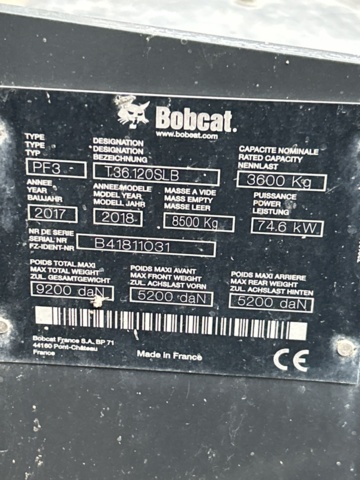 Bobcat.
www.bobcat.com
TYPE DESIGNATION CAPACITE NOMINALE
TYPE DESIGNATION RATED CAPACITY
TYP BEZEICHNUNG NENNLAST
PF3 T36.120SLB 3600 Kg
ANNEE ANNEE/MODELE MASSE A VIDE PUISSANCE
YEAR MODEL YEAR MASS EMPTY POWER
BAUJAHR MODELL JAHR MASSE LEER LEISTUNG
2017 2018 8500 Kg 74.6 kW
NR DE SERIE
SERIAL NR
FZ-IDENT-NR B41811031
POIDS TOTAL MAXI POIDS MAXI AVANT POIDS MAXI ARRIERE
MAX TOTAL WEIGHT MAX FRONT WEIGHT MAX REAR WEIGHT
ZUL. GESAMTGEWICHT ZUL. ACHSLAST VORN ZUL. ACHSLAST HINTEN
9200 daN 5200 daN 5200 daN
Bobcat France S.A., BP 71
44160 Pont-Château
France
Made in France
CE